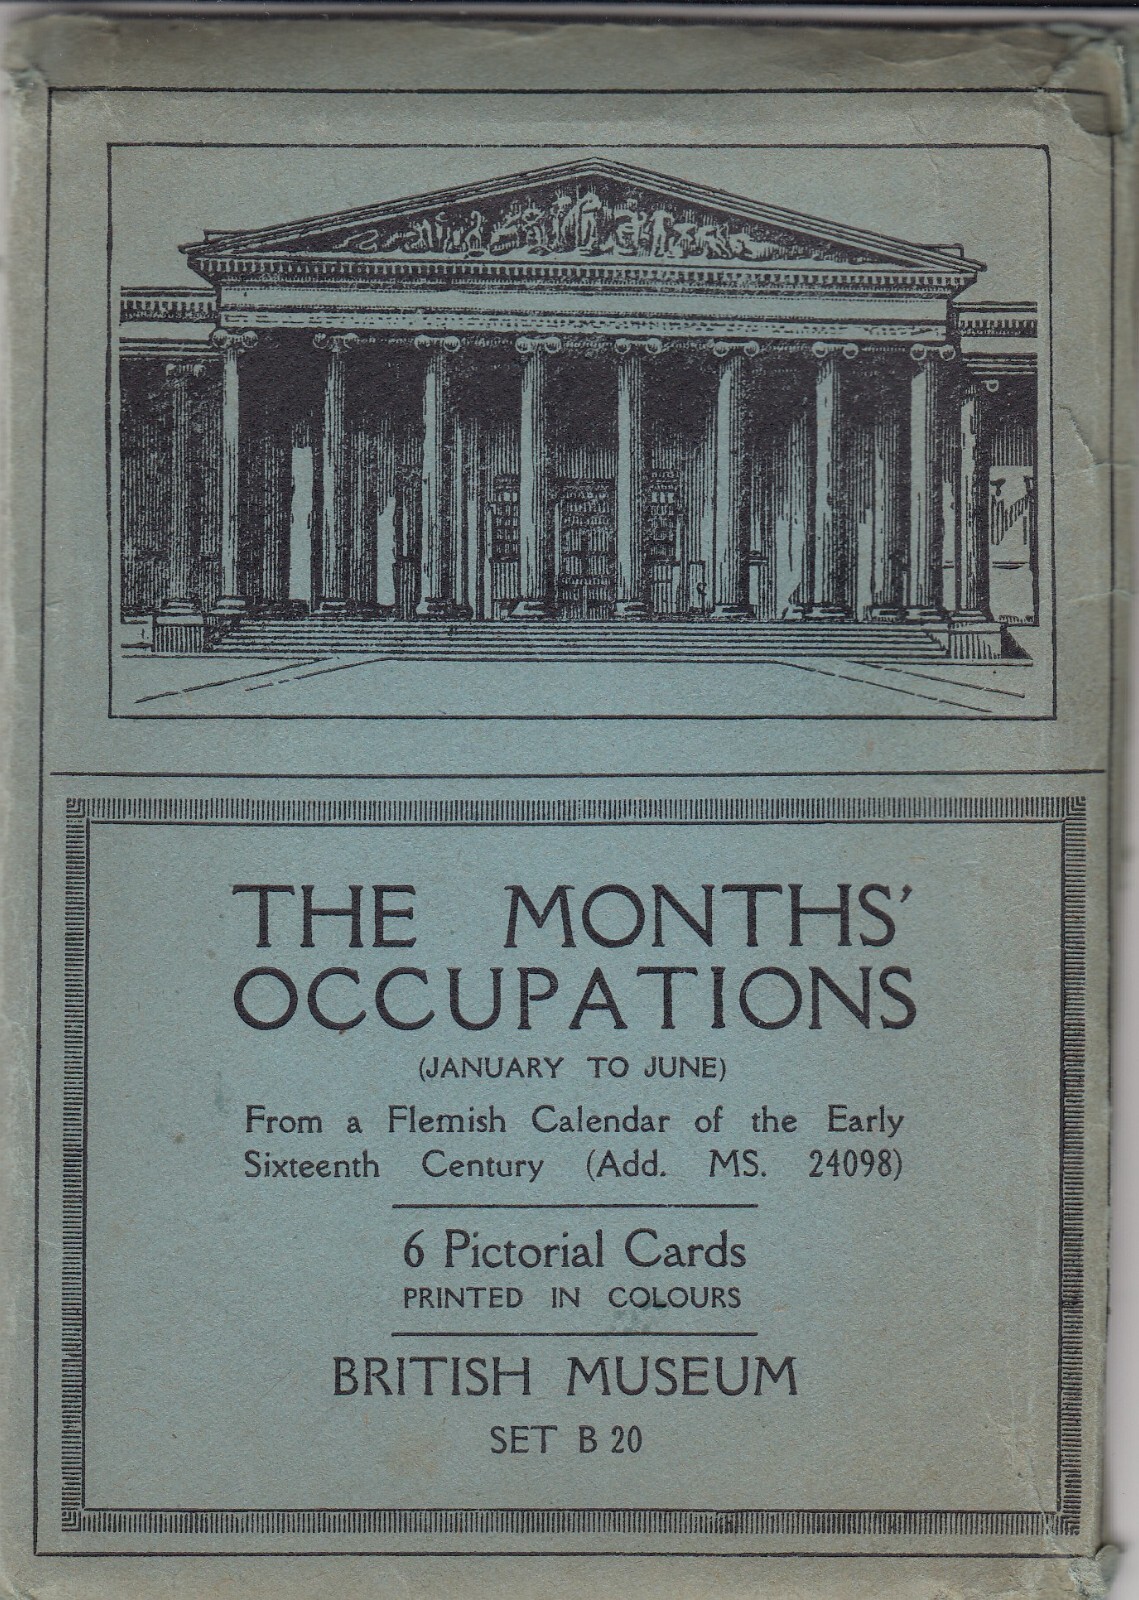 THE MONTHS'
OCCUPATIONS
(JANUARY TO JUNE)
From a Flemish Calendar of the Early
Sixteenth Century (Add. MS. 24098)
6 Pictorial Cards
PRINTED IN COLOURS
BRITISH MUSEUM
SET B 20